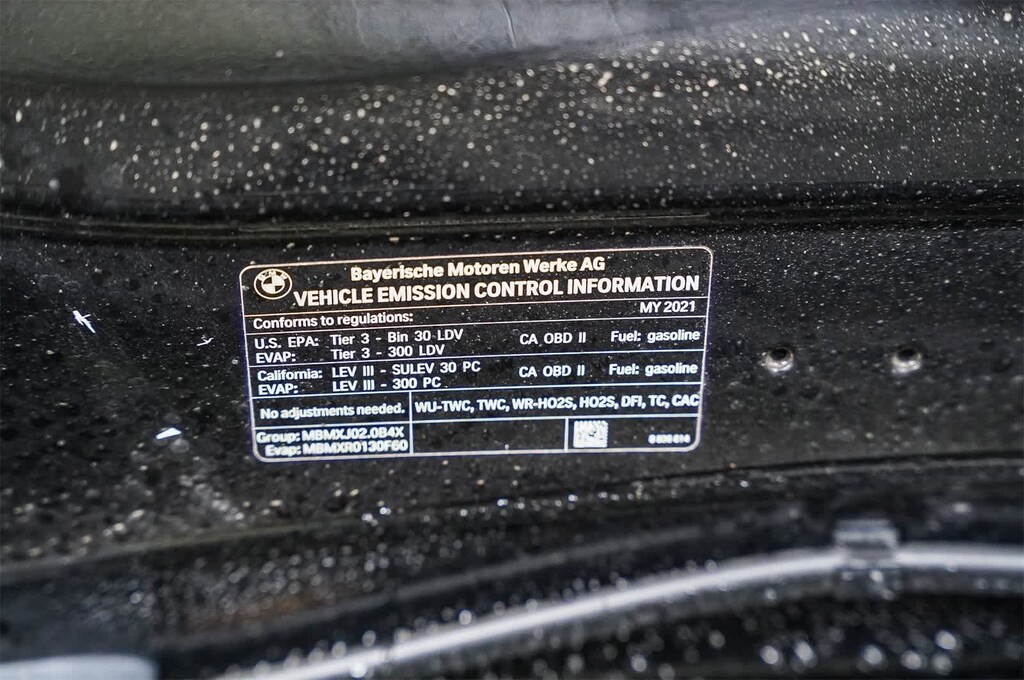 BMW
Bayerische Motoren Werke AG
VEHICLE EMISSION CONTROL INFORMATION
MY 2021
Conforms to regulations:
U.S. EPA: Tier 3 - Bin 30 LDV CA OBD II Fuel: gasoline
EVAP: Tier 3 - 300 LDV
California: LEV III - SULEV 30 PC CA OBD II Fuel: gasoline
EVAP: LEV III - 300 PC
No adjustments needed. WU-TWC, TWC, WR-HO2S, HO2S, DFI, TC, CAC
Group: MBMXJ02.0B4X
Evap: MBMXR0130F60